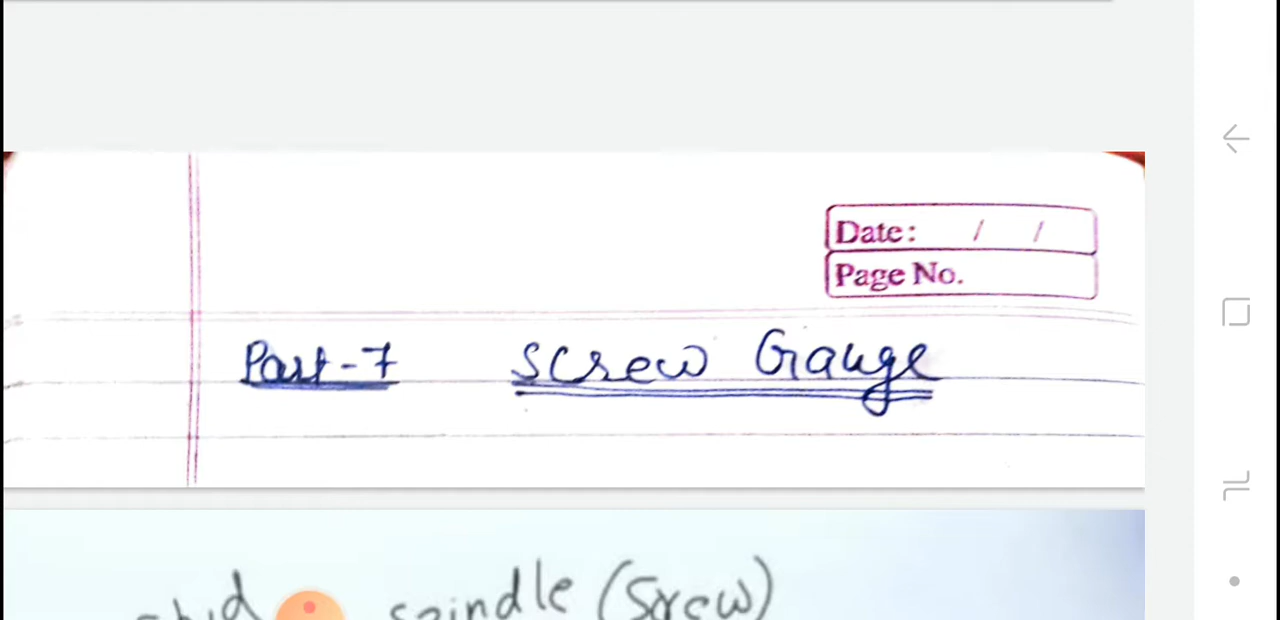 Date: / /
Page No.
Part-7 Screw Gauge
spindle (Screw)